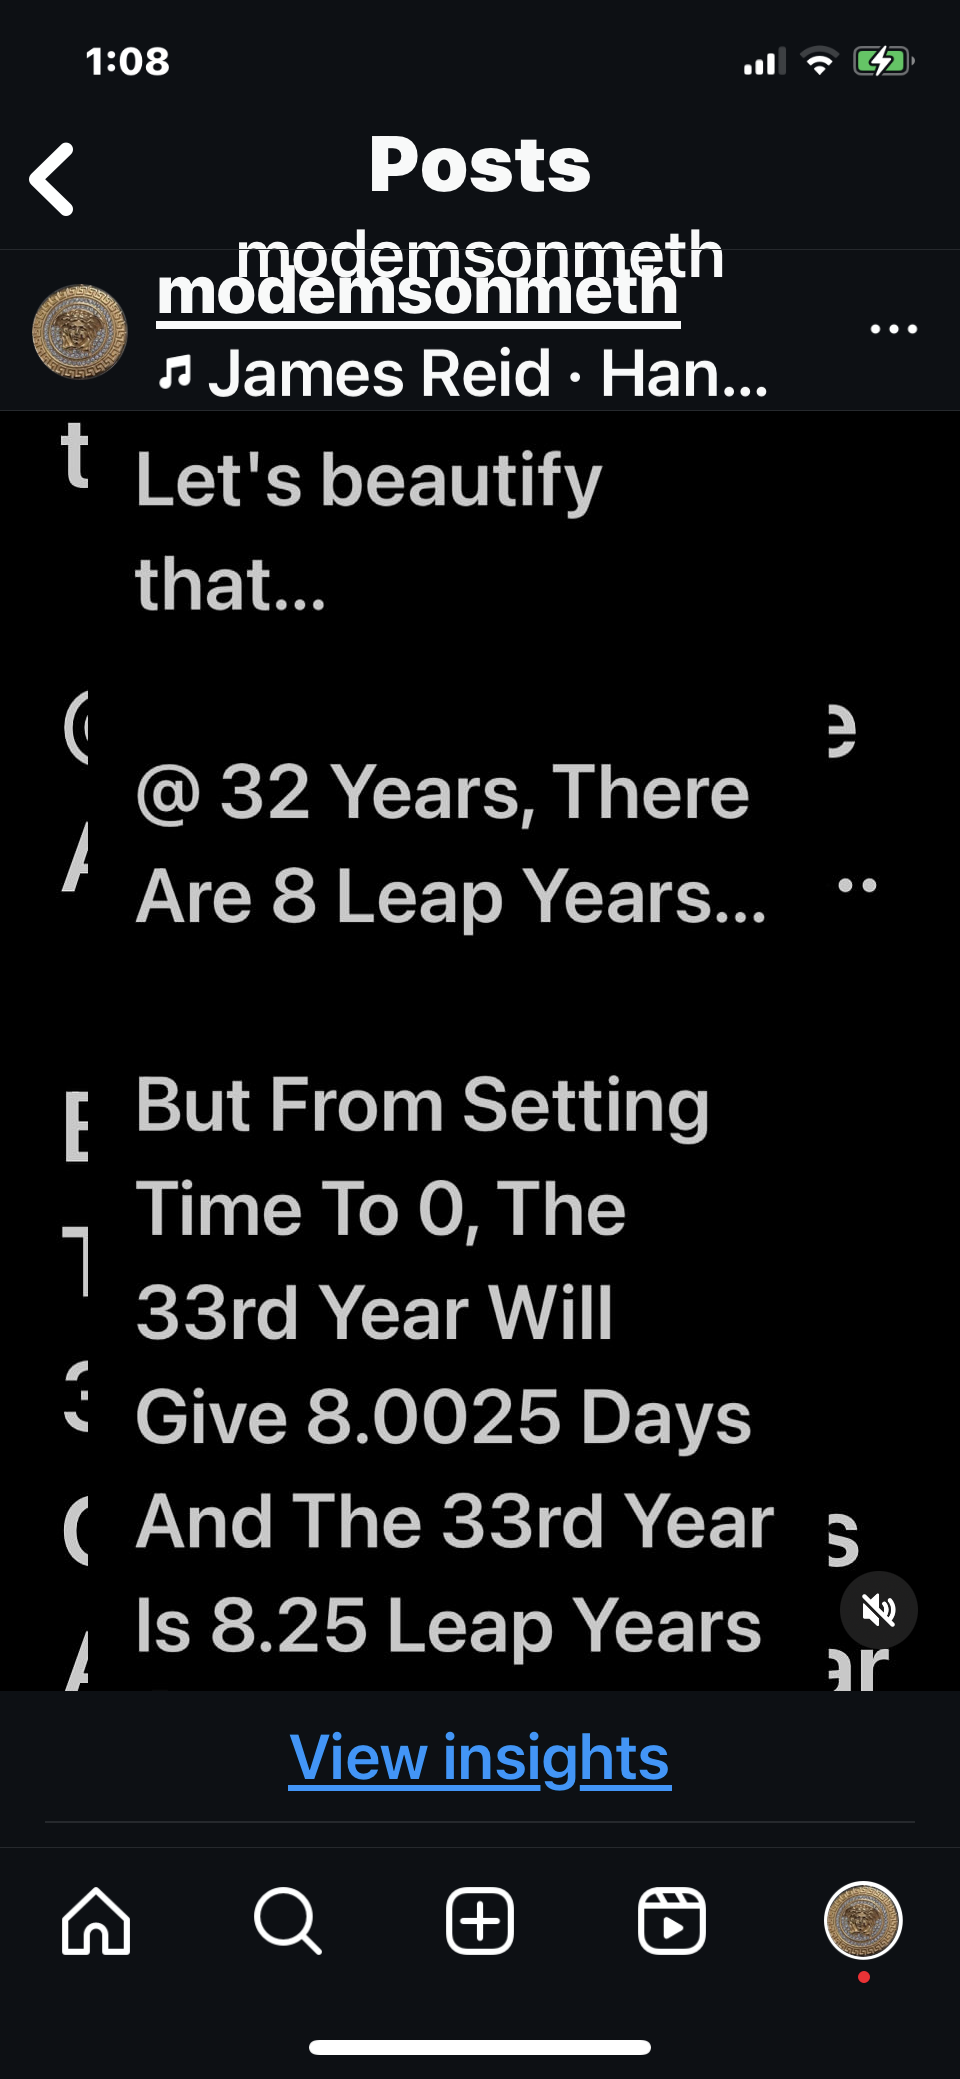 1:08
Posts
modemsonmeth
modemsonmeth
James Reid · Han...
Let's beautify
that...
@ 32 Years, There
Are 8 Leap Years...
But From Setting
Time To 0, The
33rd Year Will
Give 8.0025 Days
And The 33rd Year
Is 8.25 Leap Years
View insights